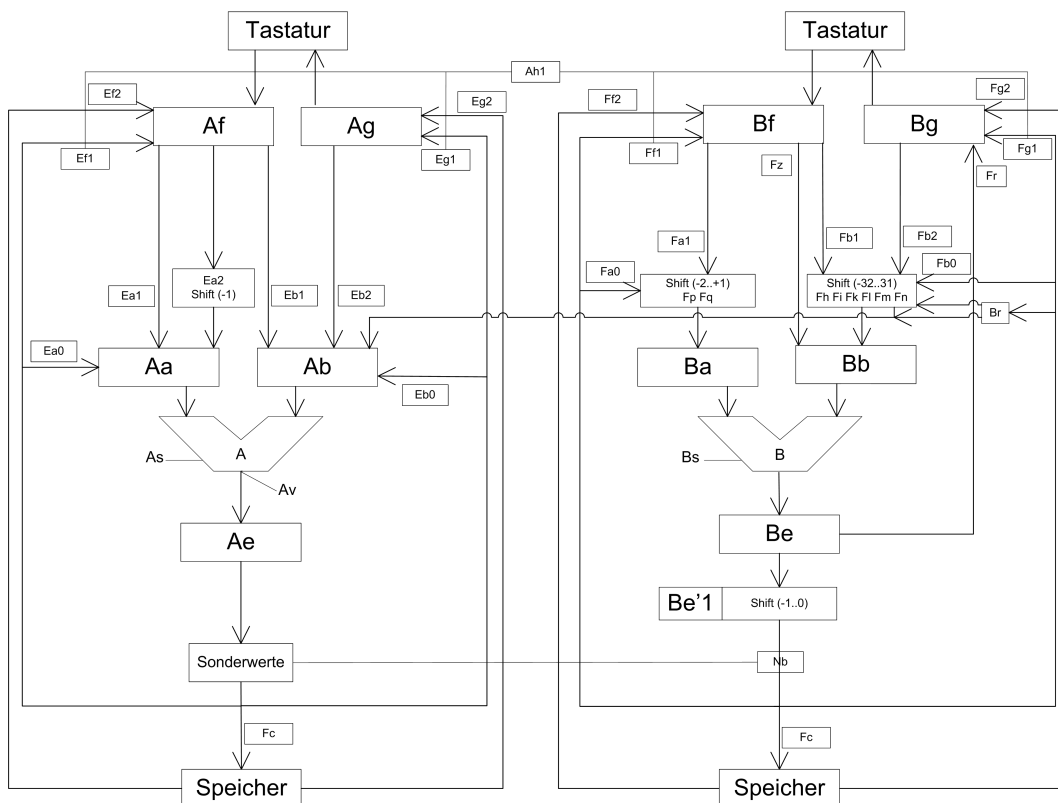 Tastatur
Tastatur
Ah1
Ef2
Eg2
Ff2
Fg2
Af
Ag
Bf
Bg
Ef1
Eg1
Ff1
Fz
Fg1
Fr
Fa1
Fb1
Fb2
Fb0
Fa0
Ea1
Ea2
Shift (-1)
Eb1
Eb2
Shift (-2..+1)
Fp Fq
Shift (-32..31)
Fh Fi Fk Fl Fm Fn
Br
Ea0
Aa
Ab
Eb0
Ba
Bb
As
A
Av
Bs
B
Ae
Be
Be'1
Shift (-1..0)
Sonderwerte
Nb
Fc
Fc
Speicher
Speicher